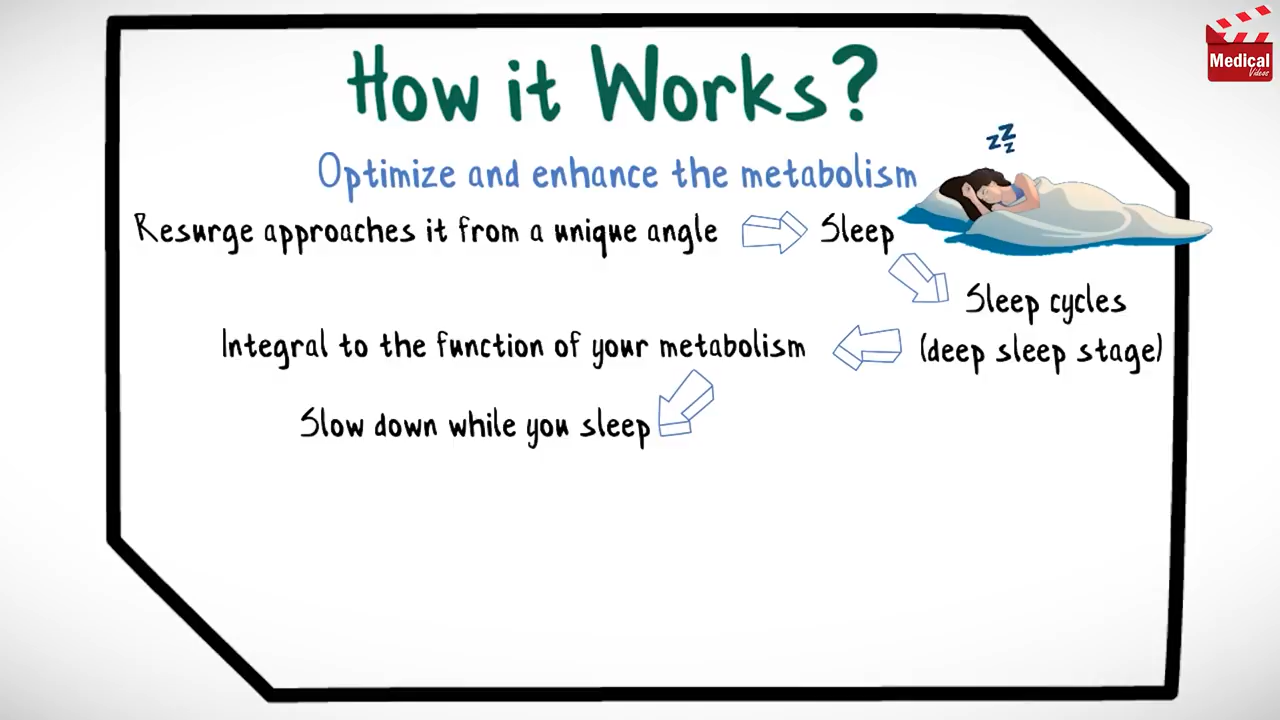 Medical
Videos
How it Works?
zzz
Optimize and enhance the metabolism
Resurge approaches it from a unique angle
Sleep
Sleep cycles
(deep sleep stage)
Integral to the function of your metabolism
Slow down while you sleep